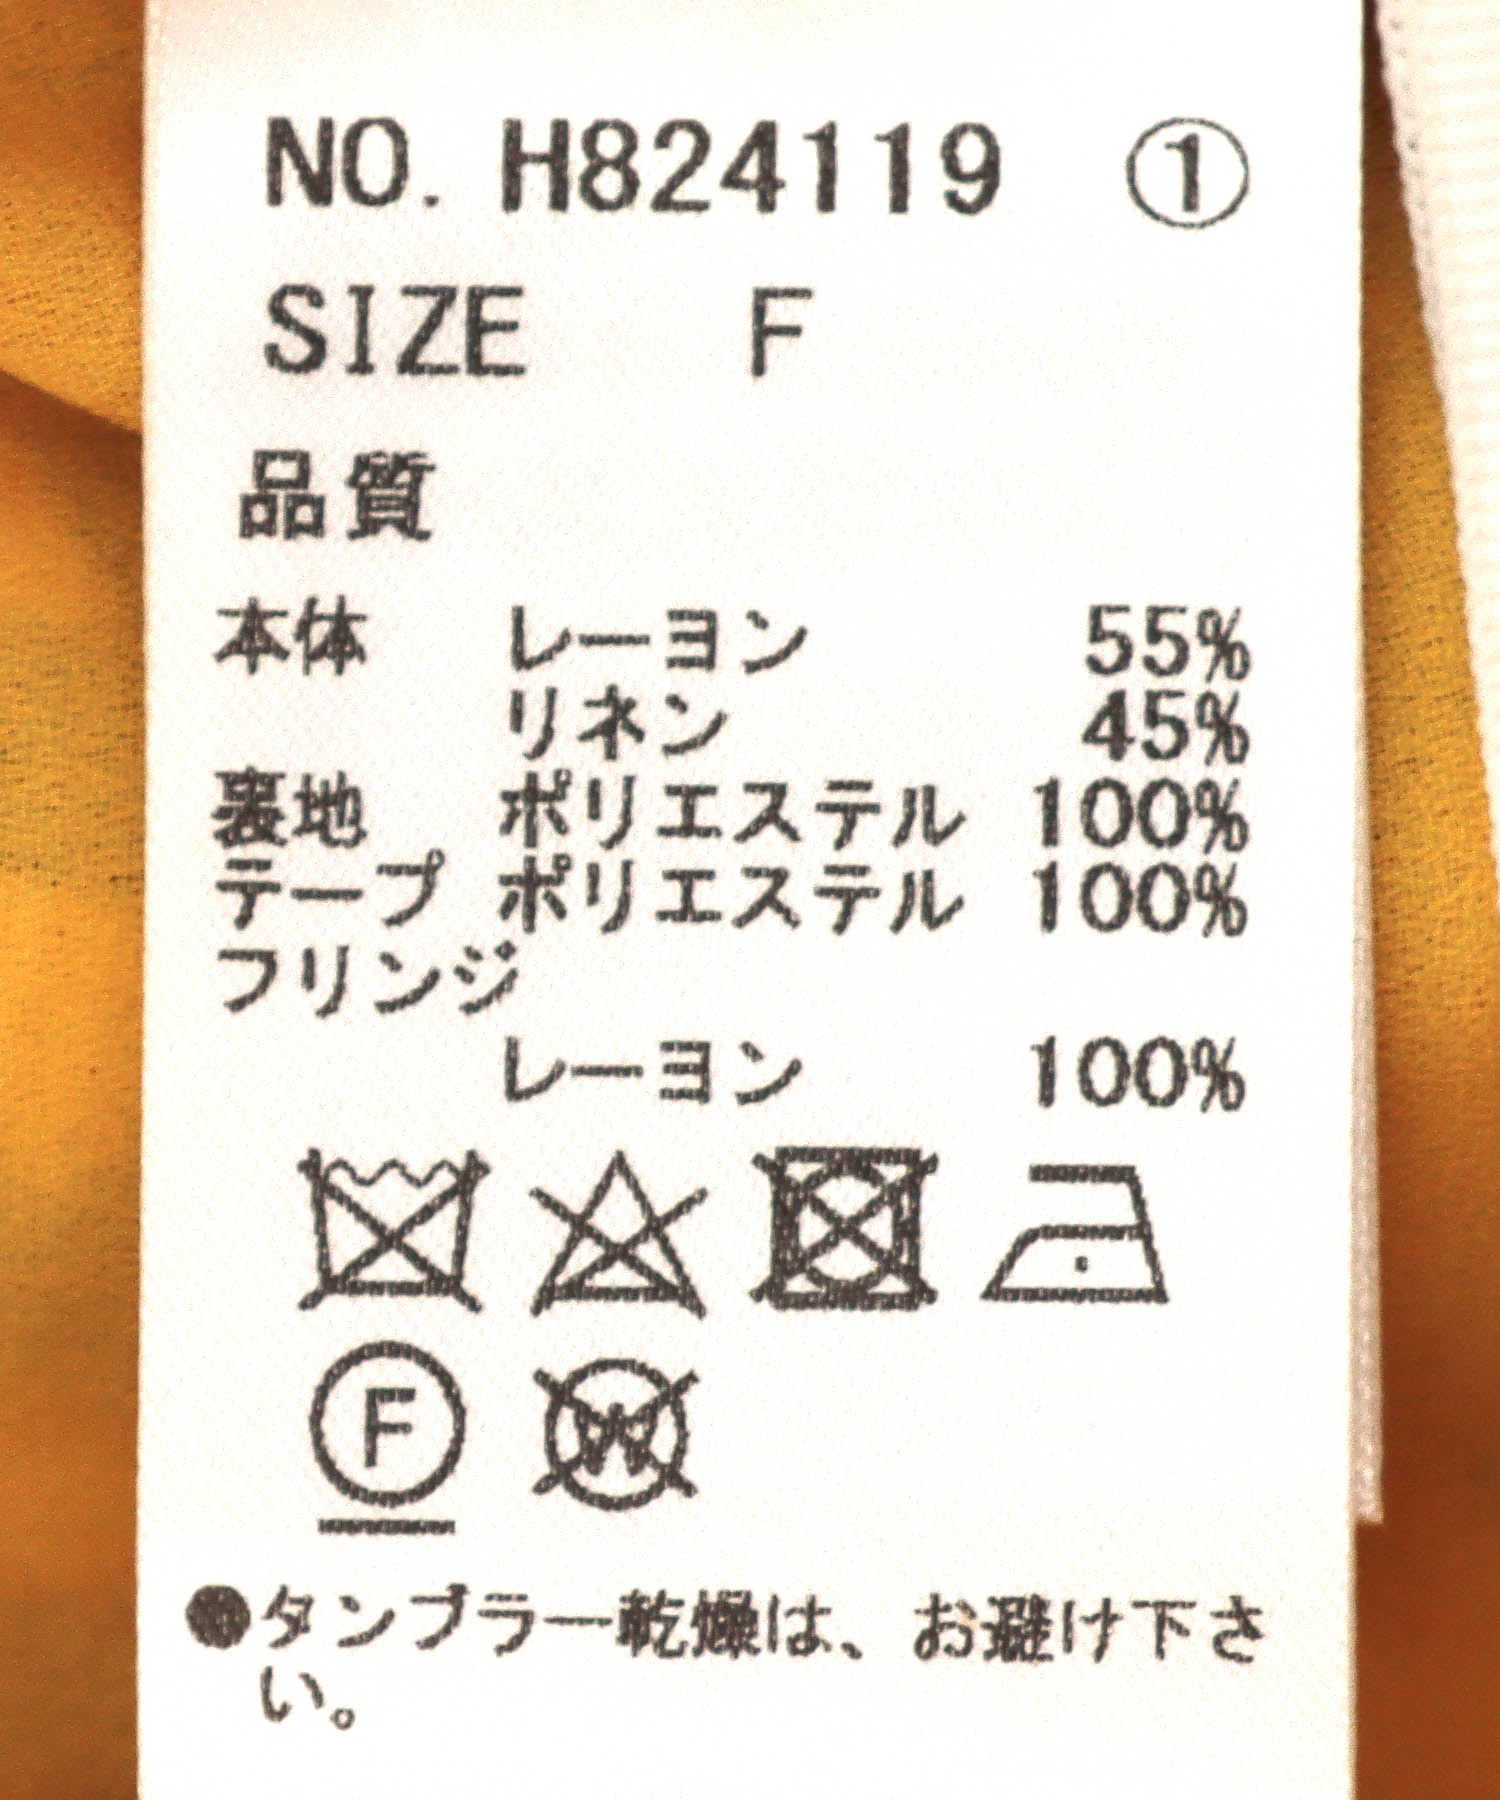 NO. H824119 ①
SIZE F
品質
本体 レーヨン 55%
リネン 45%
裏地 ポリエステル 100%
テープ ポリエステル 100%
フリンジ
レーヨン 100%
F W
●タンブラー乾燥は、お避け下さ
い。